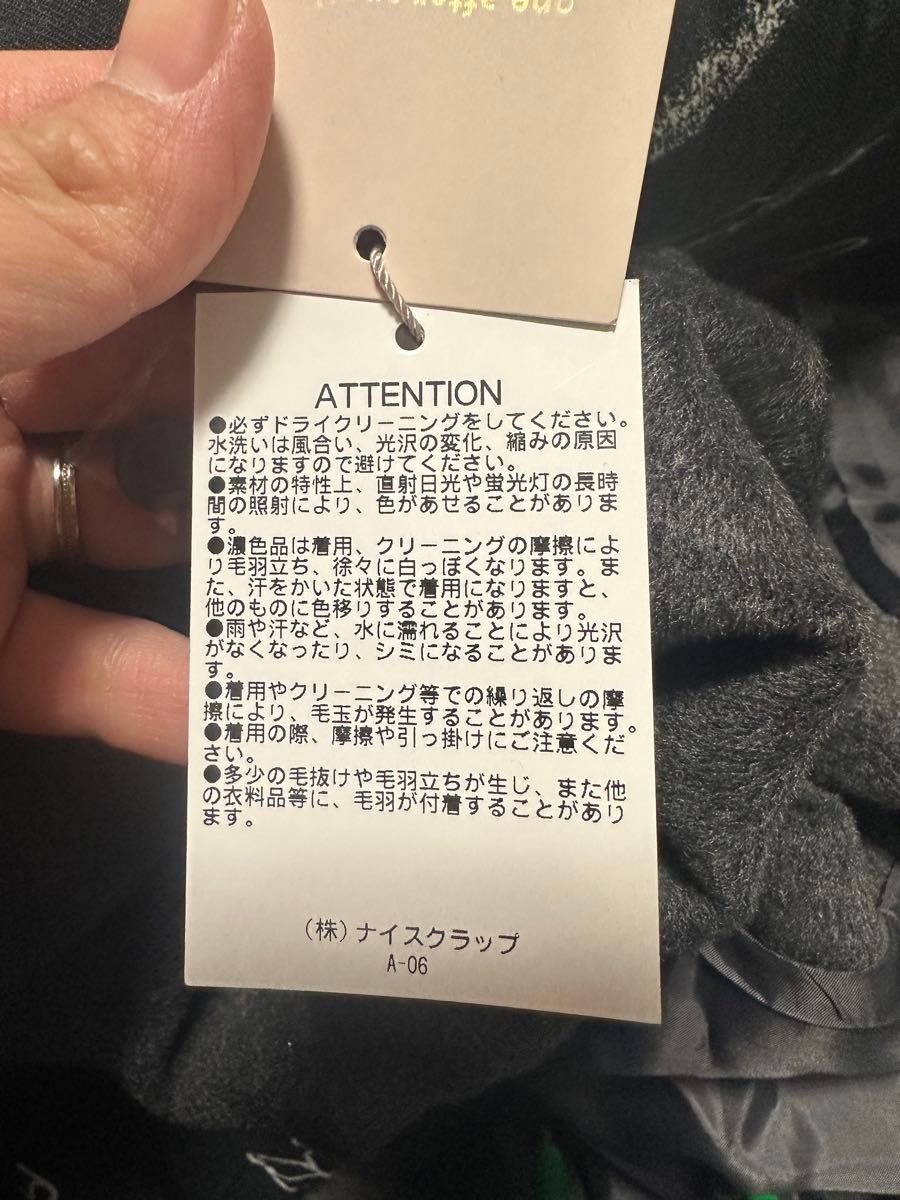 one after
ATTENTION
●必ずドライクリーニングをしてください。
水洗いは風合い、光沢の変化、縮みの原因
になりますので避けてください。
●素材の特性上、直射日光や蛍光灯の長時
間の照射により、色があせることがありま
す。
●濃色品は着用、クリーニングの摩擦によ
り毛羽立ち、徐々に白っぽくなります。ま
た、汗をかいた状態で着用になりますと、
他のものに色移りすることがあります。
●雨や汗など、水に濡れることにより光沢
がなくなったり、シミになることがありま
す。
●着用やクリーニング等での繰り返しの摩
擦により、毛玉が発生することがあります。
●着用の際、摩擦や引っ掛けにご注意くだ
さい。
●多少の毛抜けや毛羽立ちが生じ、また他
の衣料品等に、毛羽が付着することがあり
ます。
(株)ナイスクラップ
A-06